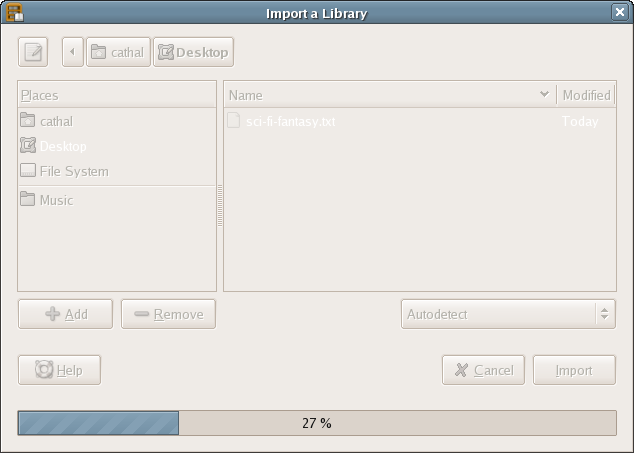 Import a Library
cathal Desktop
Places
cathal
Desktop
File System
Music
Name Modified
sci-fi-fantasy.txt Today
Add Remove Autodetect
Help Cancel Import
27 %